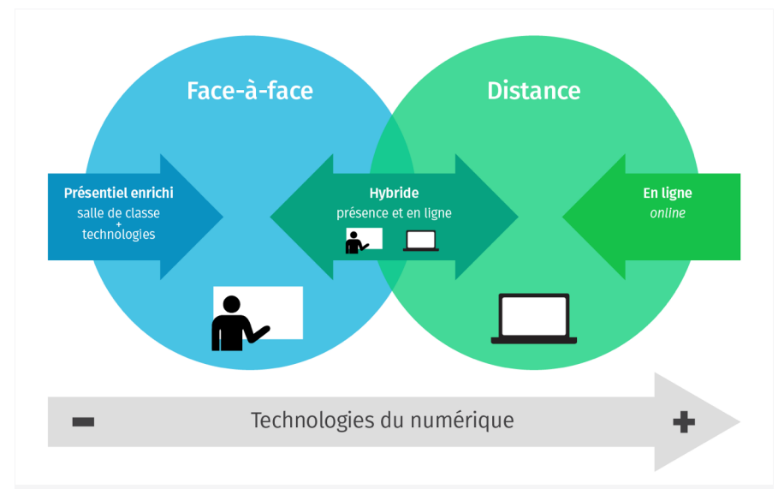 Face-à-face
Distance
Présentiel enrichi
salle de classe
+
technologies
Hybride
présence et en ligne
En ligne
online
- Technologies du numérique +